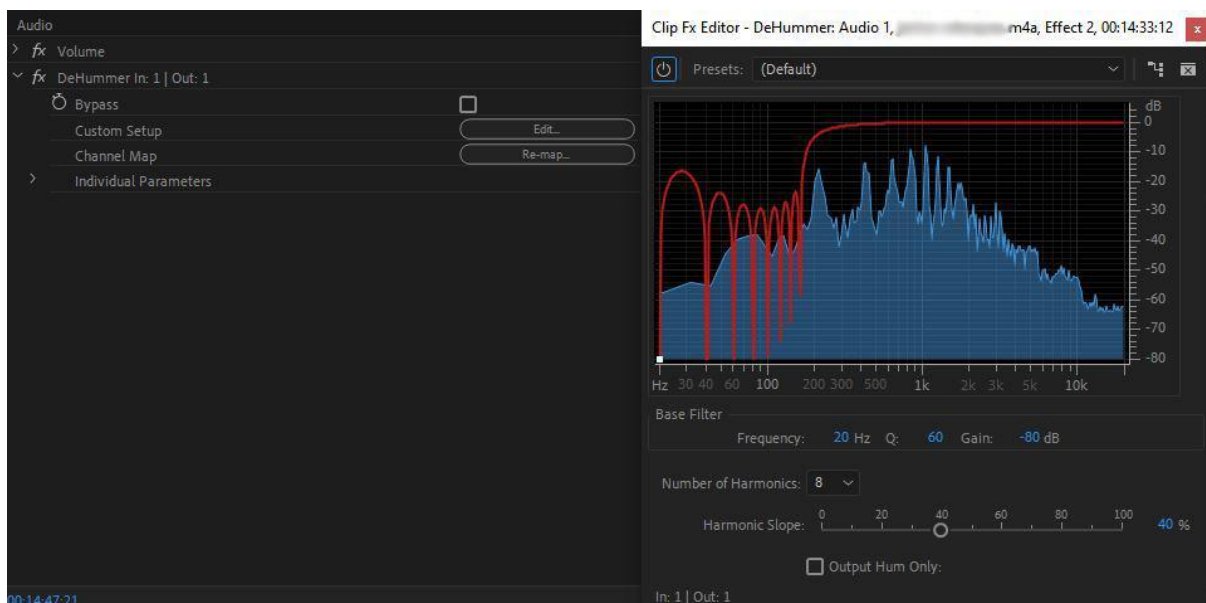 Audio
fx Volume
fx DeHummer In: 1 | Out: 1
Bypass
Custom Setup Edit...
Channel Map Re-map...
Individual Parameters
00:14:47:21
Clip Fx Editor - DeHummer: Audio 1, .m4a, Effect 2, 00:14:33:12 x
Presets: (Default)
dB
0
-10
-20
-30
-40
-50
-60
-70
-80
Hz 30 40 60 100 200 300 500 1k 2k 3k 5k 10k
Base Filter
Frequency: 20 Hz Q: 60 Gain: -80 dB
Number of Harmonics: 8
0 20 40 60 80 100
Harmonic Slope: 40 %
Output Hum Only:
In: 1 | Out: 1